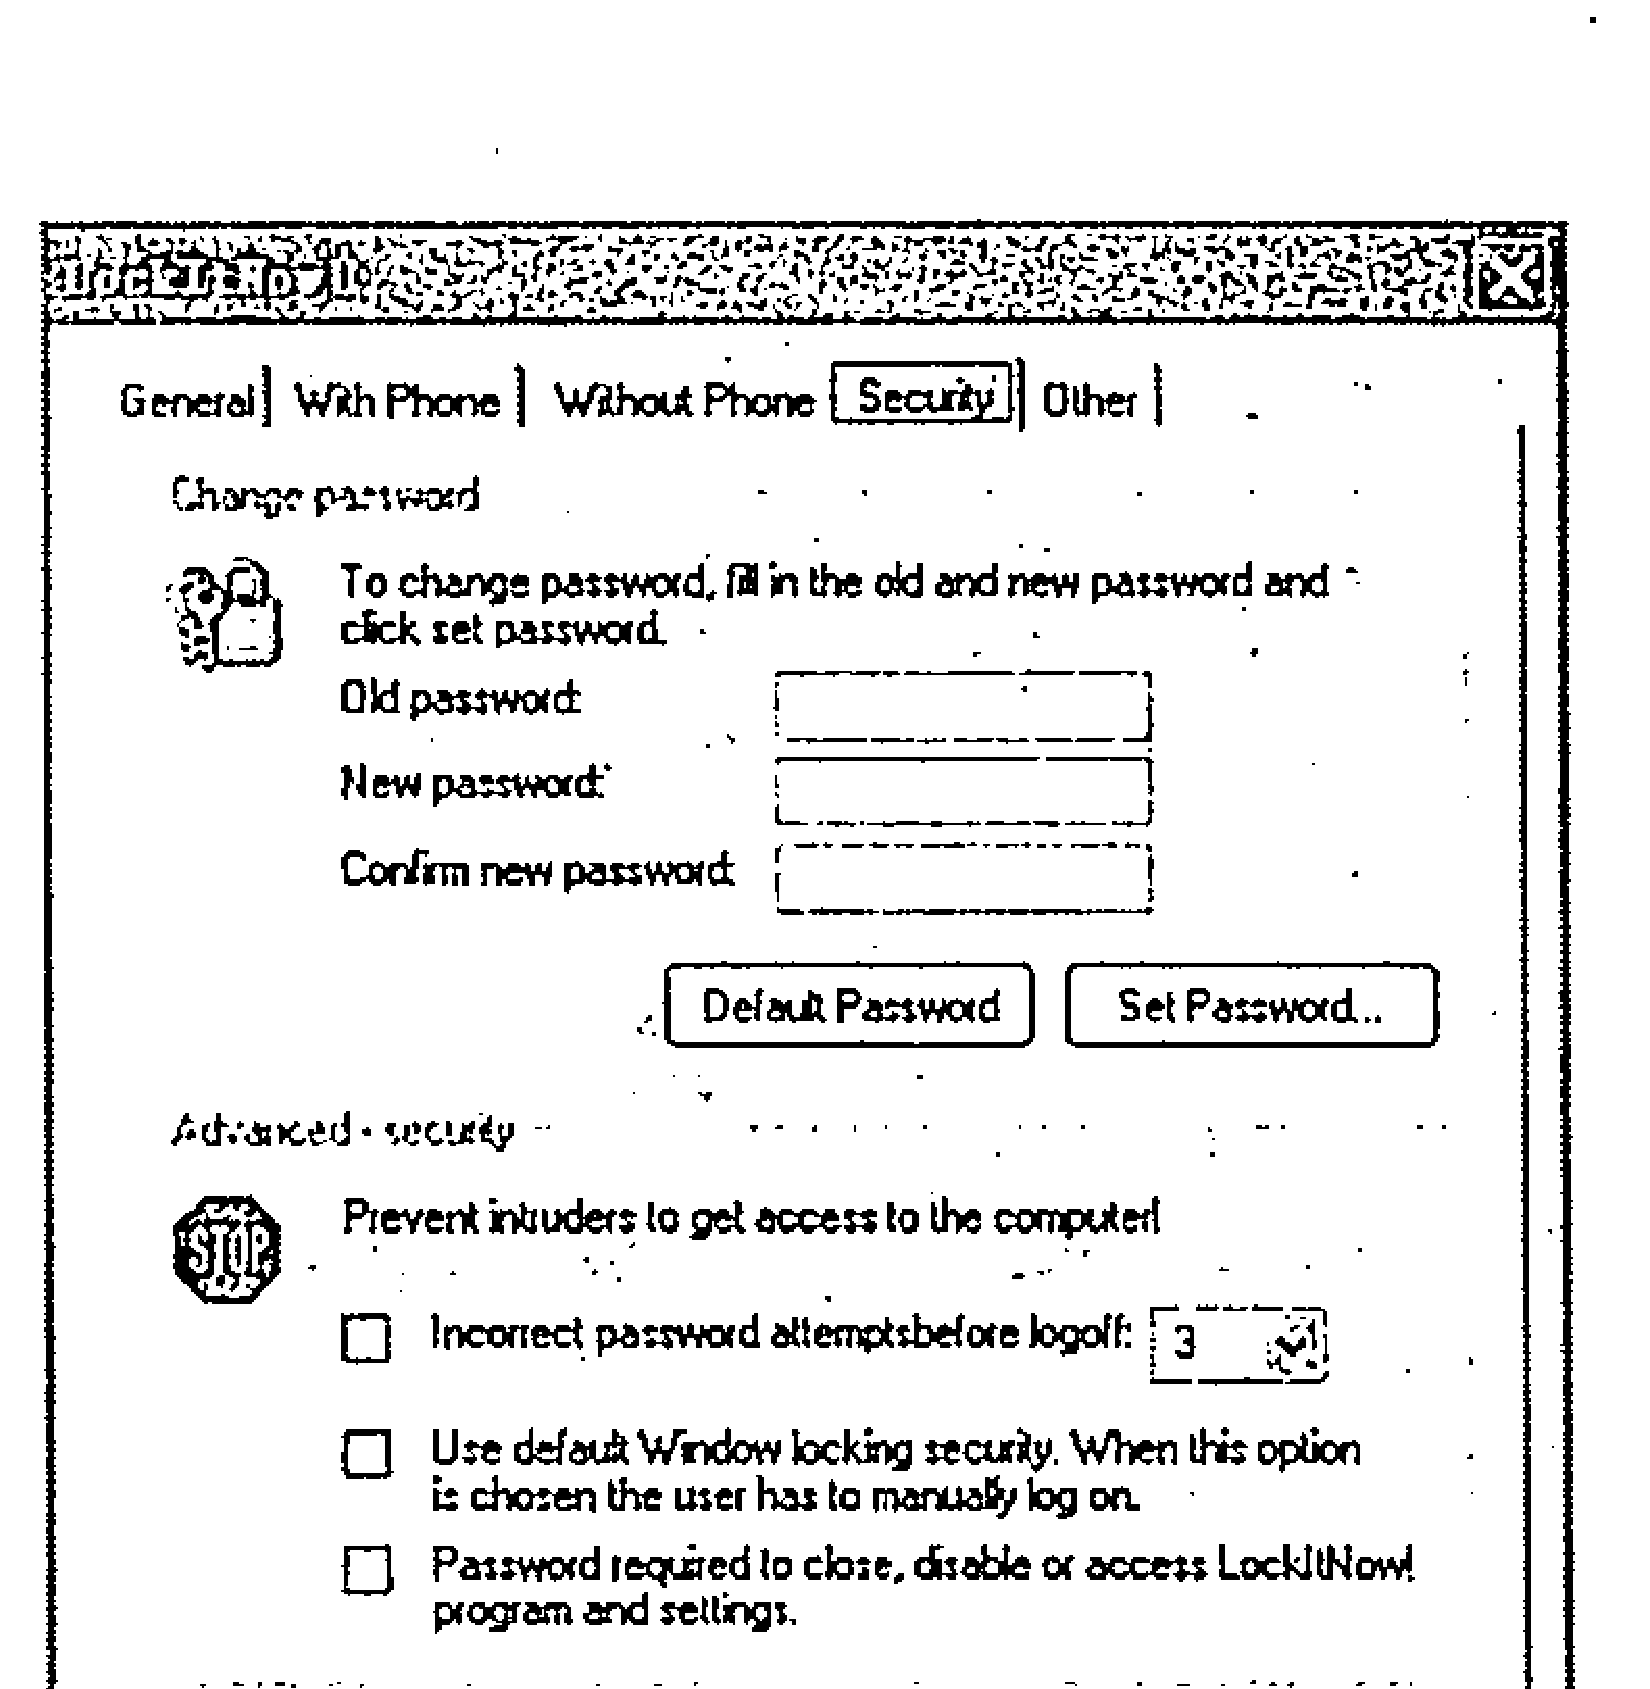 LockItNow!
General With Phone Without Phone Security Other
Change password
To change password, fill in the old and new password and
click set password.
Old password:
New password:
Confirm new password:
Default Password Set Password...
Advanced - security
STOP
Prevent intruders to get access to the computer!
Incorrect password attemptsbefore logoff: 3
Use default Window locking security. When this option
is chosen the user has to manually log on.
Password required to close, disable or access LockItNow!
program and settings.